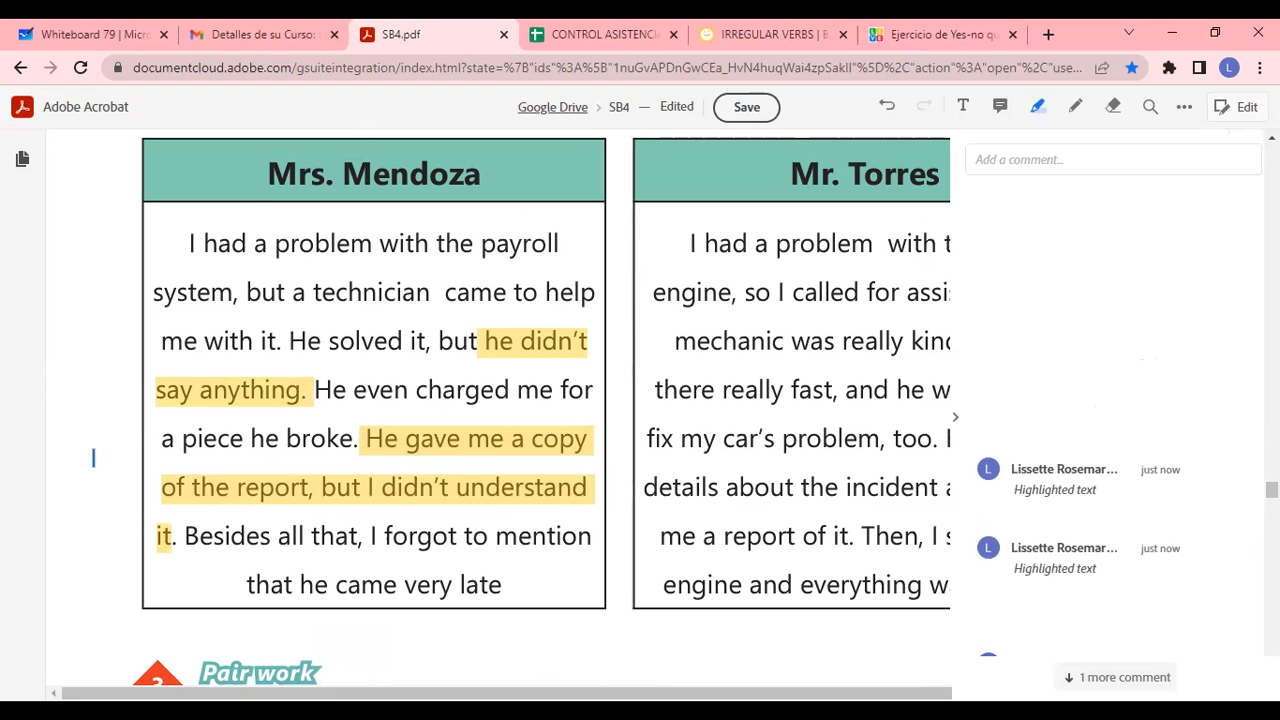 Whiteboard 79 | Micr
Detalles de su Curso:
SB4.pdf
CONTROL ASISTENCI
IRREGULAR VERBS | B
Ejercicio de Yes-no qu
documentcloud.adobe.com/gsuiteintegration/index.html?state=%7B"ids"%3A%5B"1nuGvAPDnGwCEa_HvN4huqWai4zpSakII"%5D%2C"action"%3A"open"%2C"use...
L
Adobe Acrobat
Google Drive > SB4 — Edited
Save
Edit
Mrs. Mendoza
I had a problem with the payroll
system, but a technician came to help
me with it. He solved it, but he didn't
say anything. He even charged me for
a piece he broke. He gave me a copy
of the report, but I didn't understand
it. Besides all that, I forgot to mention
that he came very late
Mr. Torres
I had a problem with t
engine, so I called for assi
mechanic was really kind
there really fast, and he w
fix my car's problem, too. I
details about the incident a
me a report of it. Then, I s
engine and everything w
3
Pair work
Add a comment...
L Lissette Rosemar... just now
Highlighted text
L Lissette Rosemar... just now
Highlighted text
1 more comment